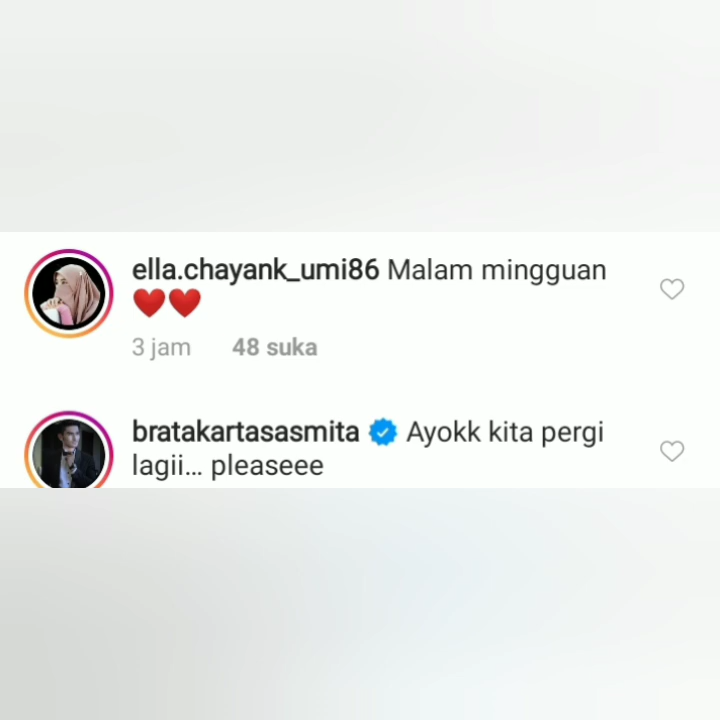 ella.chayank_umi86 Malam mingguan
❤️❤️
3 jam 48 suka
bratakartasasmita Ayokk kita pergi
lagii... pleaseee